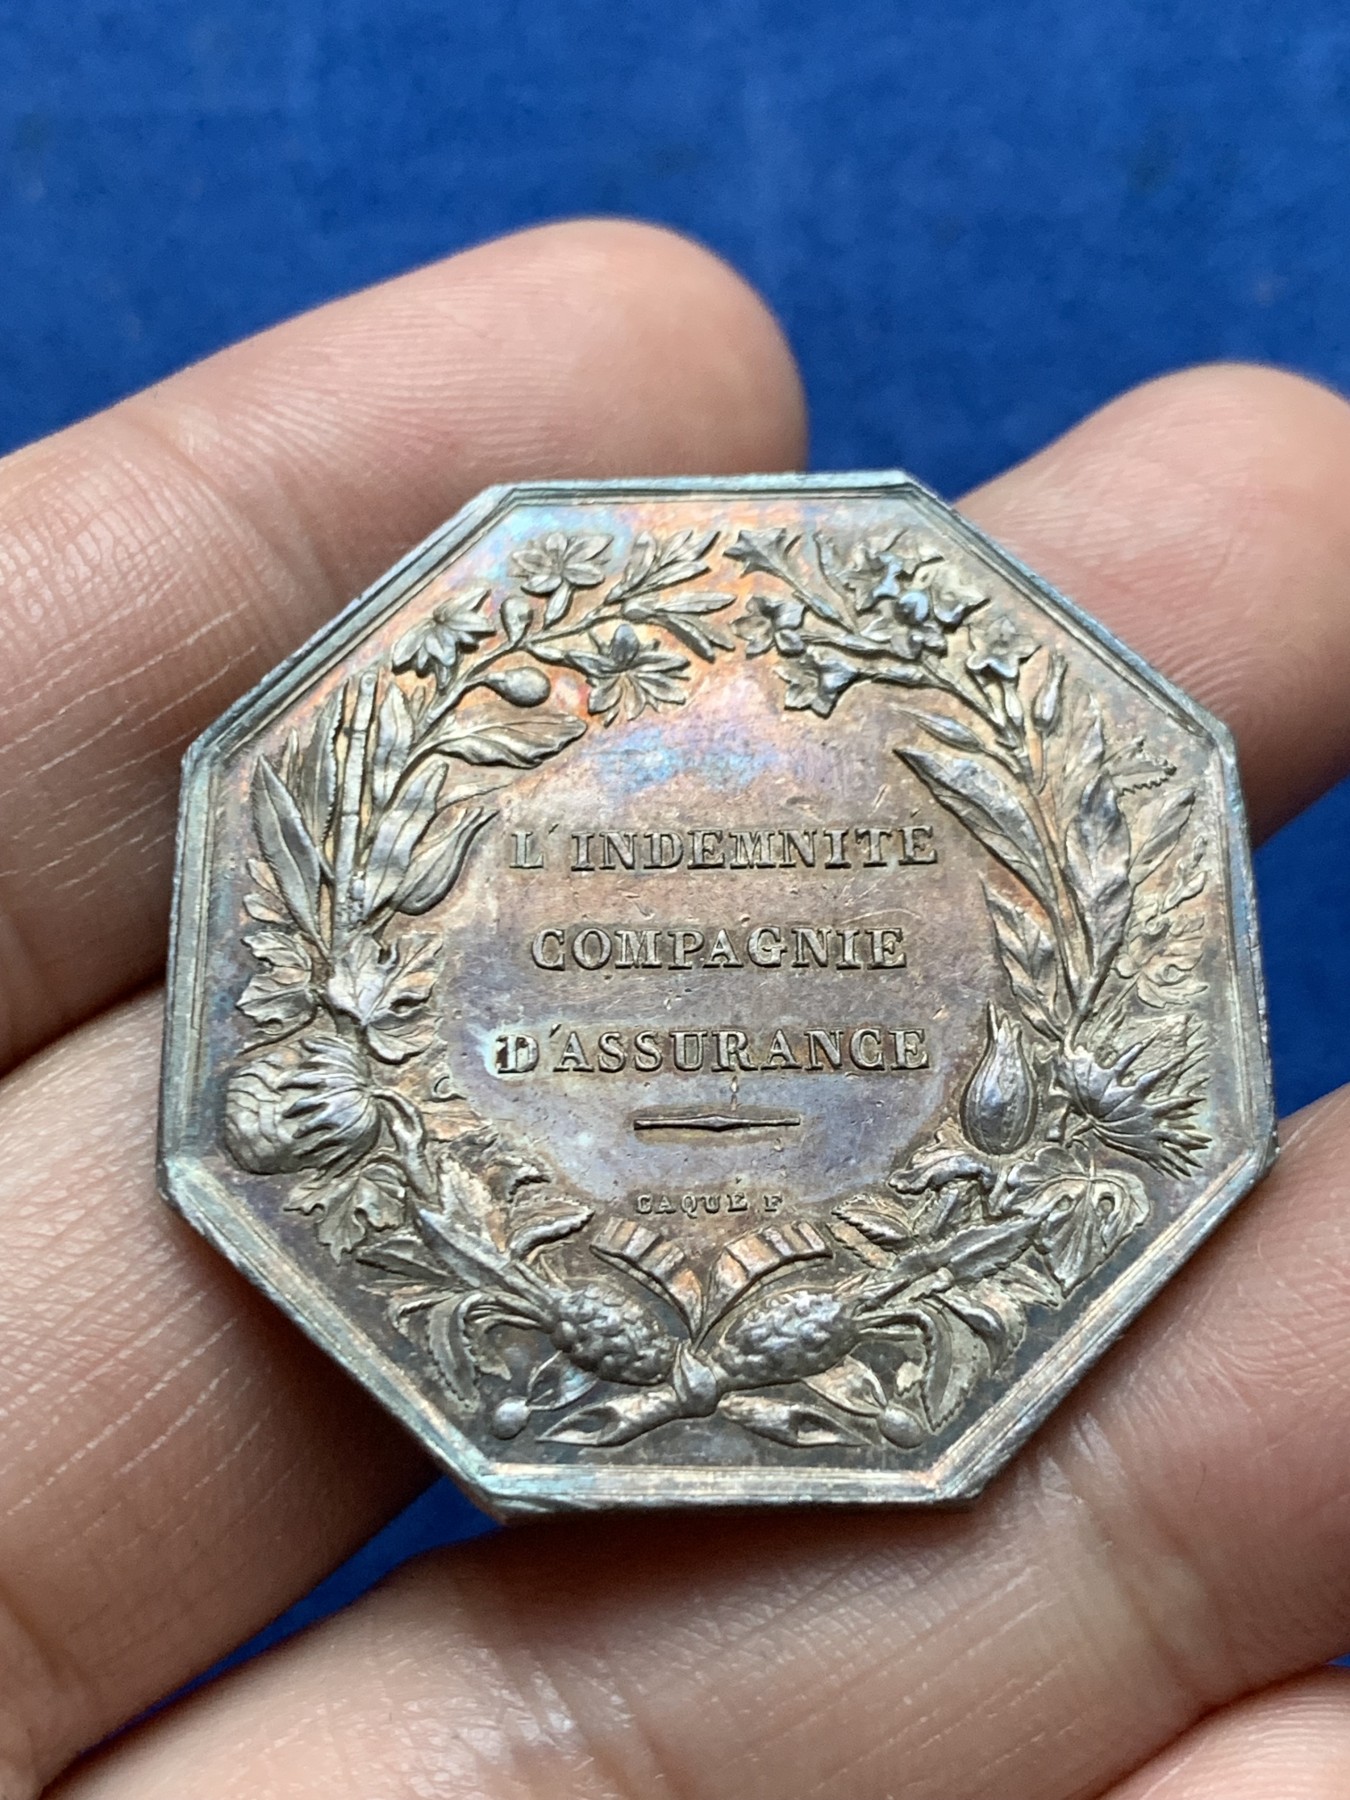 L'INDEMNITÉ
COMPAGNIE
D'ASSURANCE
CAQUÉ F